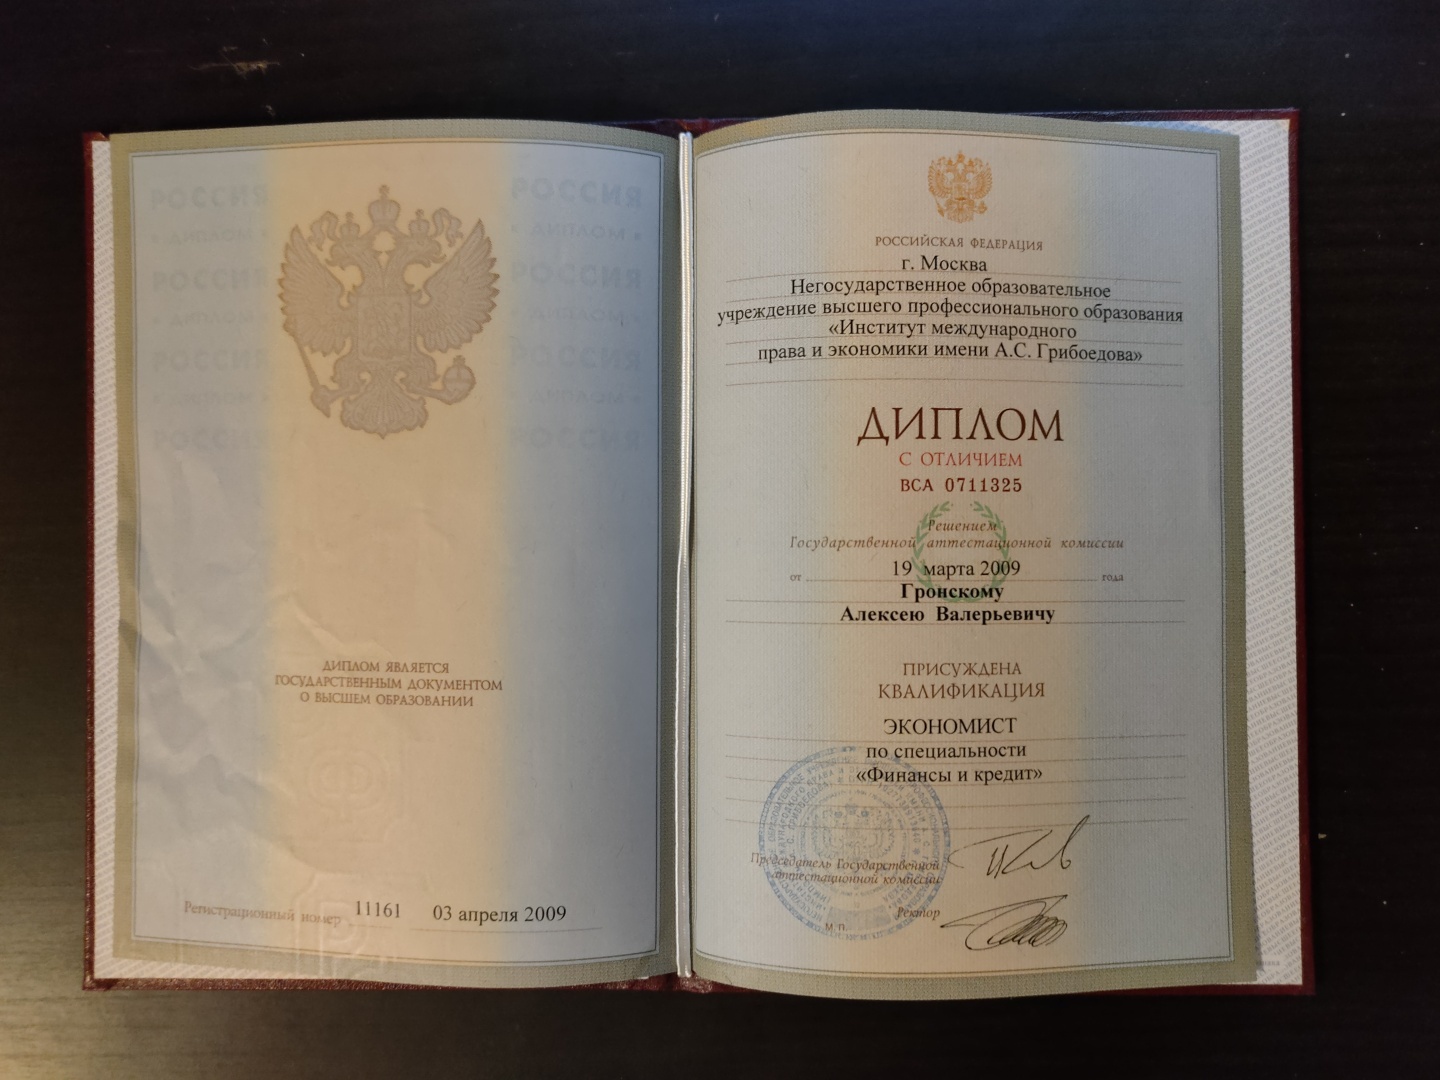 РОССИЯ РОССИЯ
• ДИПЛОМ • • ДИПЛОМ •
РОССИЯ РОССИЯ
• ДИПЛОМ • • ДИПЛОМ •
РОССИЯ РОССИЯ
• ДИПЛОМ • • ДИПЛОМ •
РОССИЯ РОССИЯ
ДИПЛОМ ЯВЛЯЕТСЯ
ГОСУДАРСТВЕННЫМ ДОКУМЕНТОМ
О ВЫСШЕМ ОБРАЗОВАНИИ
Регистрационный номер 11161 03 апреля 2009
РОССИЙСКАЯ ФЕДЕРАЦИЯ
г. Москва
Негосударственное образовательное
учреждение высшего профессионального образования
«Институт международного
права и экономики имени А.С. Грибоедова»
ДИПЛОМ
С ОТЛИЧИЕМ
ВСА 0711325
Решением
Государственной аттестационной комиссии
от 19 марта 2009 года
Гронскому
Алексею Валерьевичу
ПРИСУЖДЕНА
КВАЛИФИКАЦИЯ
ЭКОНОМИСТ
по специальности
«Финансы и кредит»
Председатель Государственной
аттестационной комиссии
Ректор
М.П.